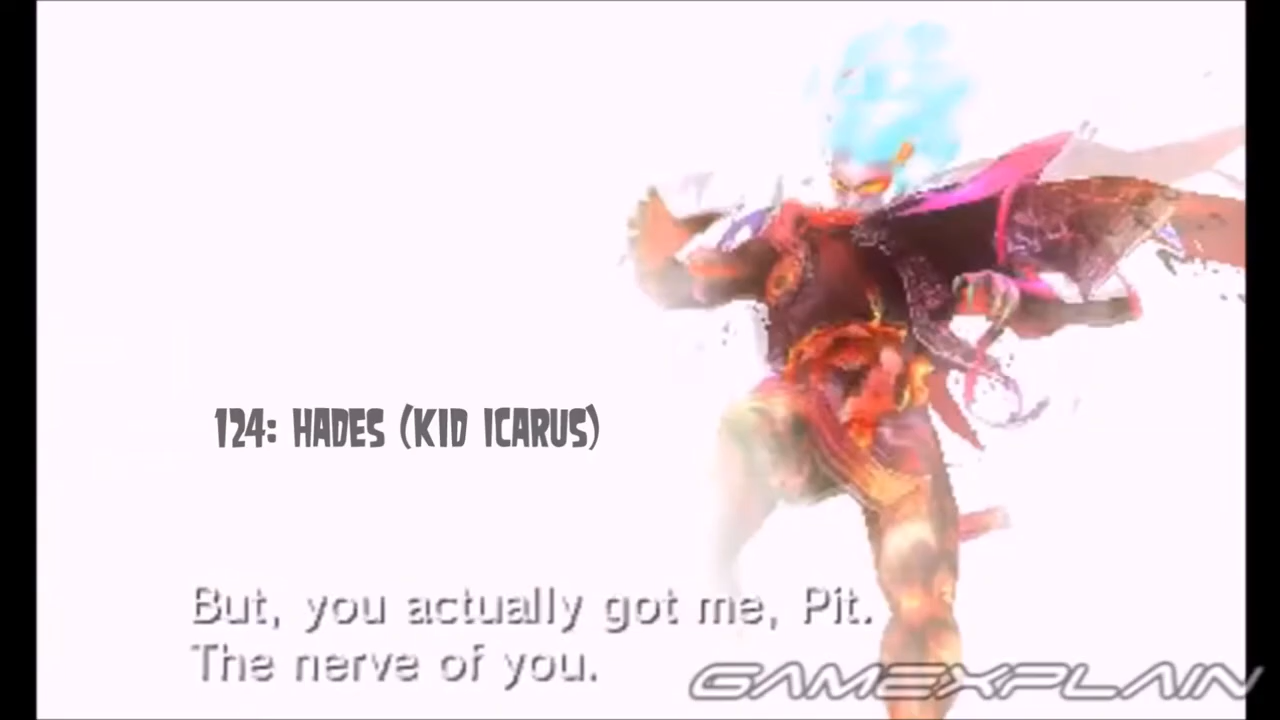 124: HADES (KID ICARUS)
But, you actually got me, Pit.
The nerve of you.
GAMEXPLAIN